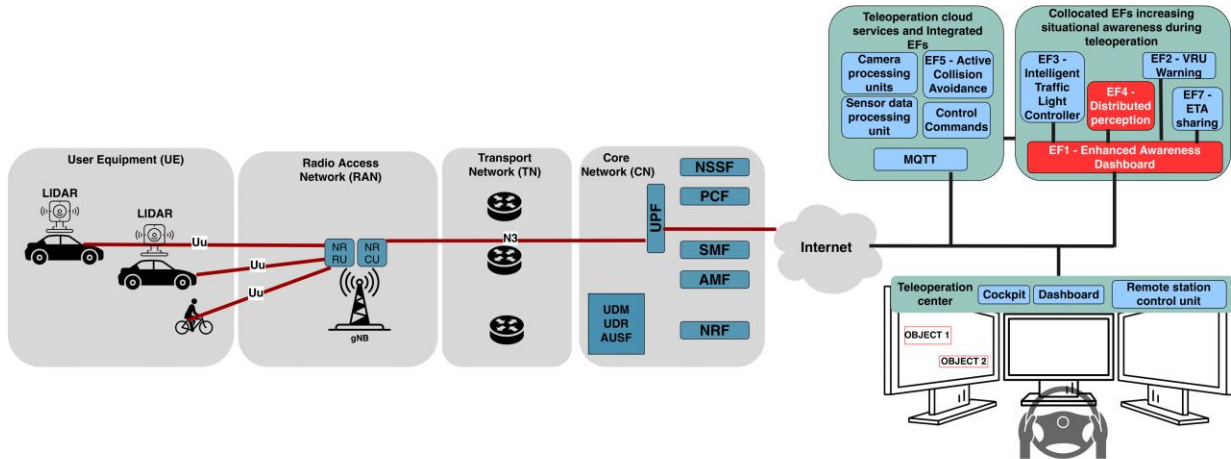 User Equipment (UE)
LIDAR
LIDAR
Uu
Uu
Uu
Radio Access
Network (RAN)
NR
RU
NR
CU
gNB
Transport
Network (TN)
N3
Core
Network (CN)
NSSF
PCF
UPF
SMF
AMF
UDM
UDR
AUSF
NRF
Internet
Teleoperation cloud
services and Integrated
EFs
Camera
processing
units
EF5 - Active
Collision
Avoidance
Sensor data
processing
unit
Control
Commands
MQTT
Collocated EFs increasing
situational awareness during
teleoperation
EF3 -
Intelligent
Traffic
Light
Controller
EF4 -
Distributed
perception
EF2 - VRU
Warning
EF7 -
ETA
sharing
EF1 - Enhanced Awareness
Dashboard
Teleoperation
center
Cockpit
Dashboard
Remote station
control unit
OBJECT 1
OBJECT 2